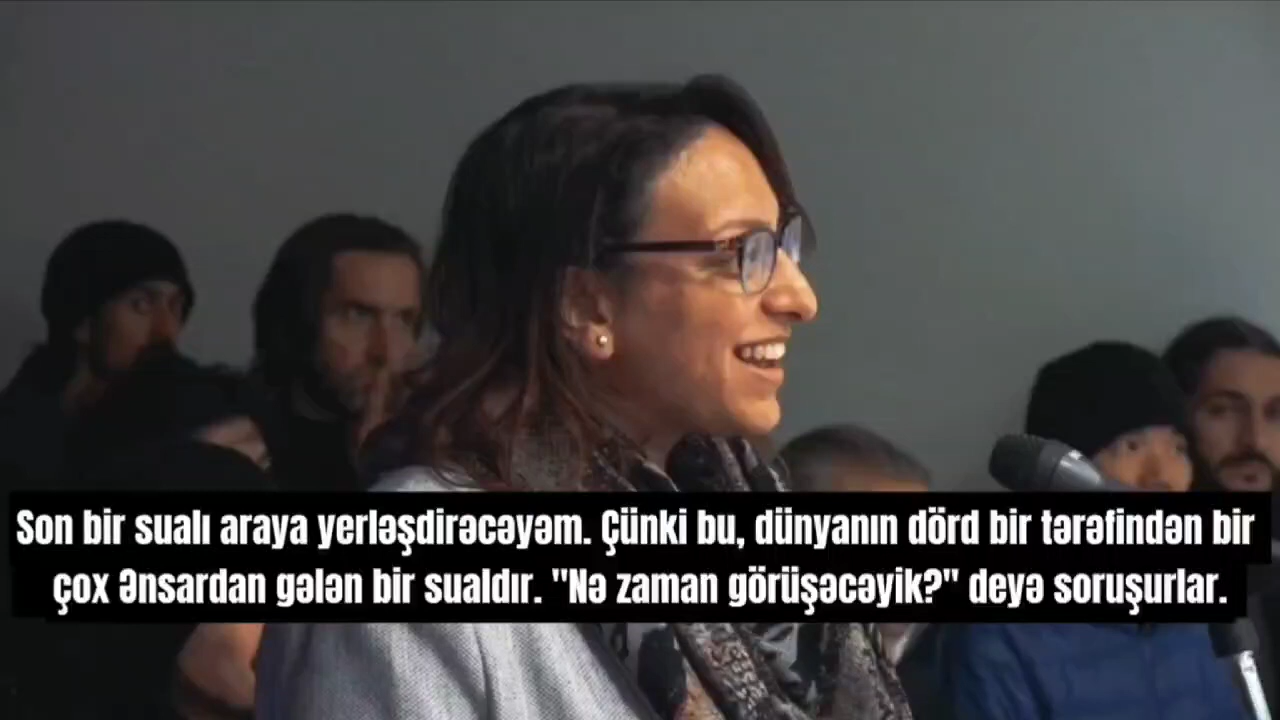 Son bir sualı araya yerləşdirəcəyəm. Çünki bu, dünyanın dörd bir tərəfindən bir
çox Ənsardan gələn bir sualdır. "Nə zaman görüşəcəyik?" deyə soruşurlar.